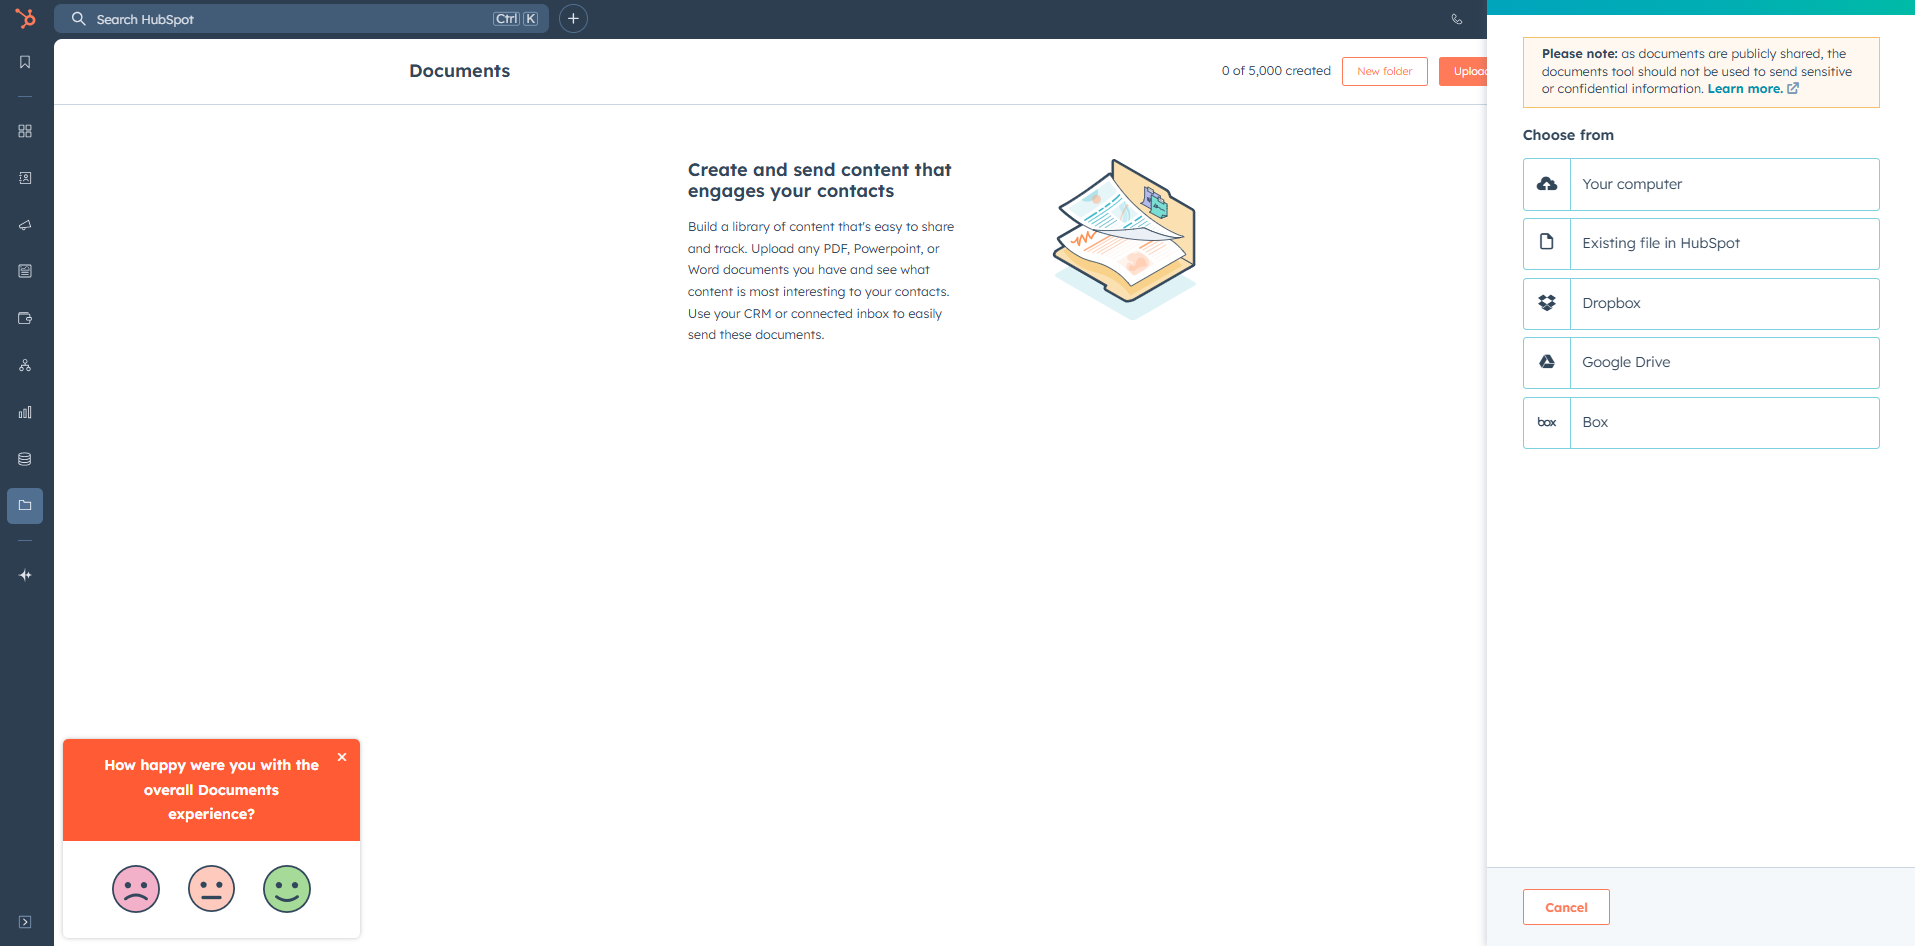 Search HubSpot
Ctrl K
Documents
0 of 5,000 created
New folder
Create and send content that
engages your contacts
Build a library of content that's easy to share
and track. Upload any PDF, Powerpoint, or
Word documents you have and see what
content is most interesting to your contacts.
Use your CRM or connected inbox to easily
send these documents.
How happy were you with the
overall Documents
experience?
Please note: as documents are publicly shared, the
documents tool should not be used to send sensitive
or confidential information. Learn more.
Choose from
Your computer
Existing file in HubSpot
Dropbox
Google Drive
box
Box
Cancel